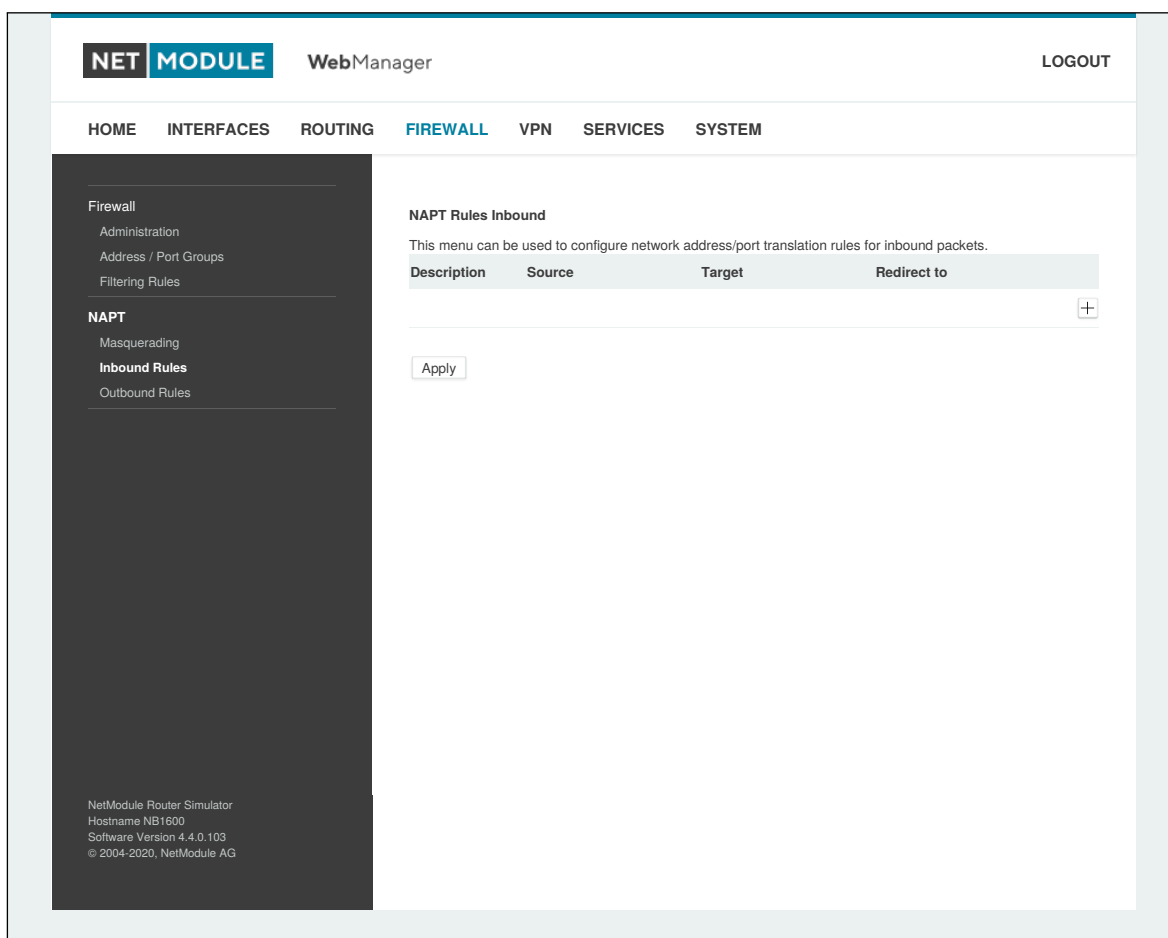 NET MODULE WebManager LOGOUT
HOME INTERFACES ROUTING FIREWALL VPN SERVICES SYSTEM
Firewall
Administration
Address / Port Groups
Filtering Rules
NAPT
Masquerading
Inbound Rules
Outbound Rules
NAPT Rules Inbound
This menu can be used to configure network address/port translation rules for inbound packets.
Description Source Target Redirect to
Apply
NetModule Router Simulator
Hostname NB1600
Software Version 4.4.0.103
© 2004-2020, NetModule AG